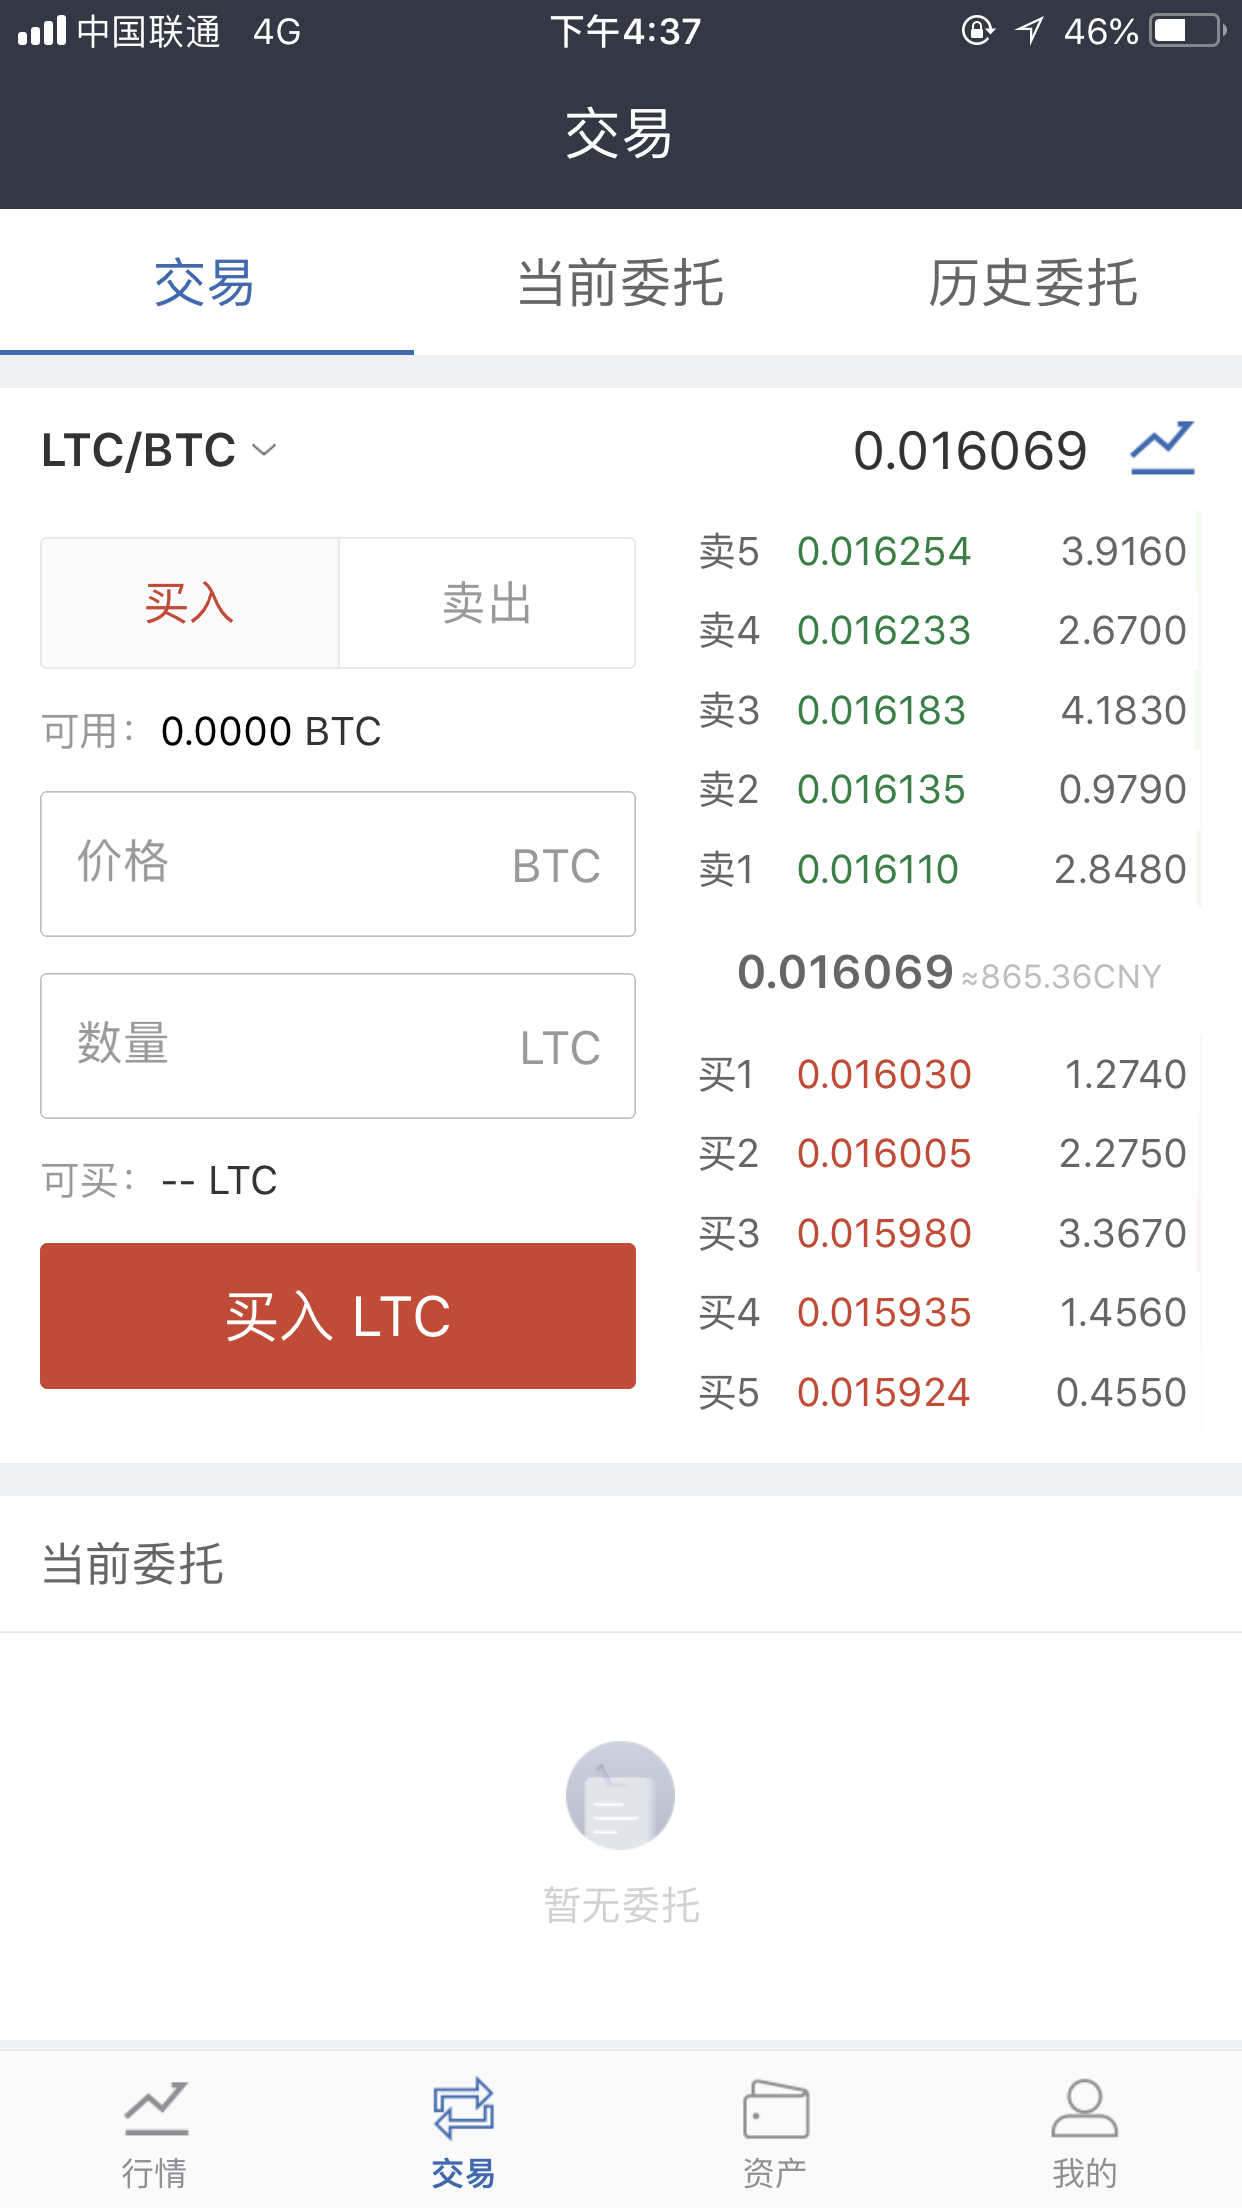 中国联通 4G 下午4:37 46%
交易
交易 当前委托 历史委托
LTC/BTC 0.016069
买入 卖出
可用： 0.0000 BTC
价格 BTC
数量 LTC
可买： -- LTC
买入 LTC
卖5 0.016254 3.9160
卖4 0.016233 2.6700
卖3 0.016183 4.1830
卖2 0.016135 0.9790
卖1 0.016110 2.8480
0.016069 ≈865.36CNY
买1 0.016030 1.2740
买2 0.016005 2.2750
买3 0.015980 3.3670
买4 0.015935 1.4560
买5 0.015924 0.4550
当前委托
暂无委托
行情 交易 资产 我的